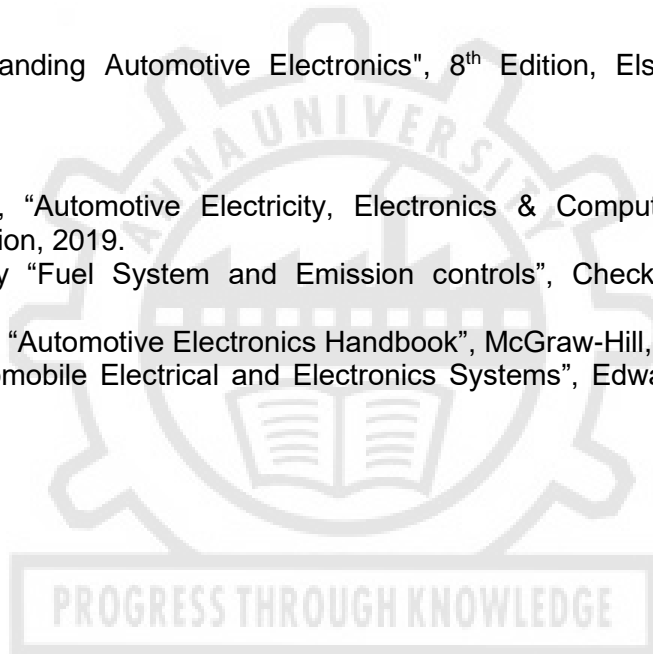 anding Automotive Electronics", 8th Edition, Els
, “Automotive Electricity, Electronics & Comput
ion, 2019.
y “Fuel System and Emission controls”, Check
“Automotive Electronics Handbook”, McGraw-Hill,
omobile Electrical and Electronics Systems”, Edwa
ANNA UNIVERSITY
PROGRESS THROUGH KNOWLEDGE